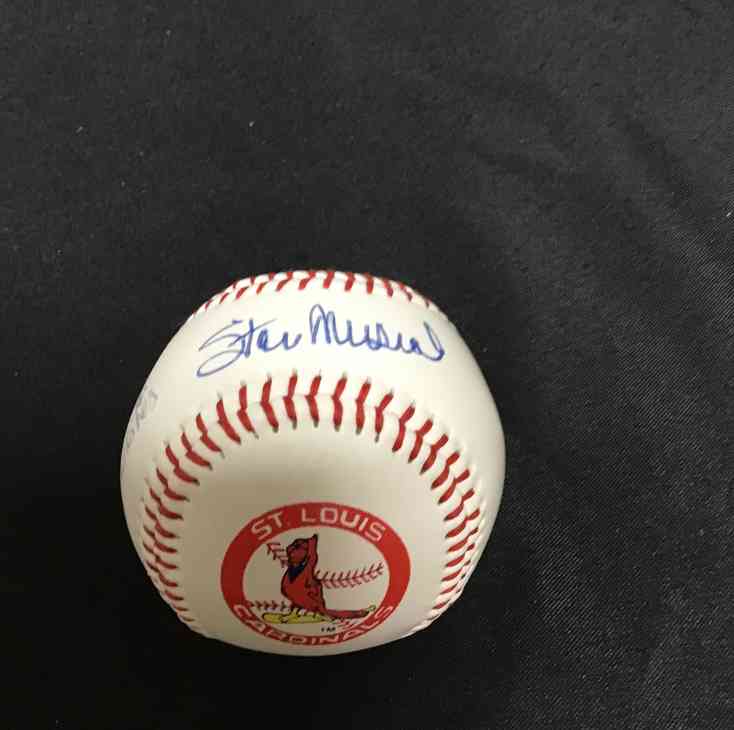 Stan Musial
ST. LOUIS
CARDINALS
TM